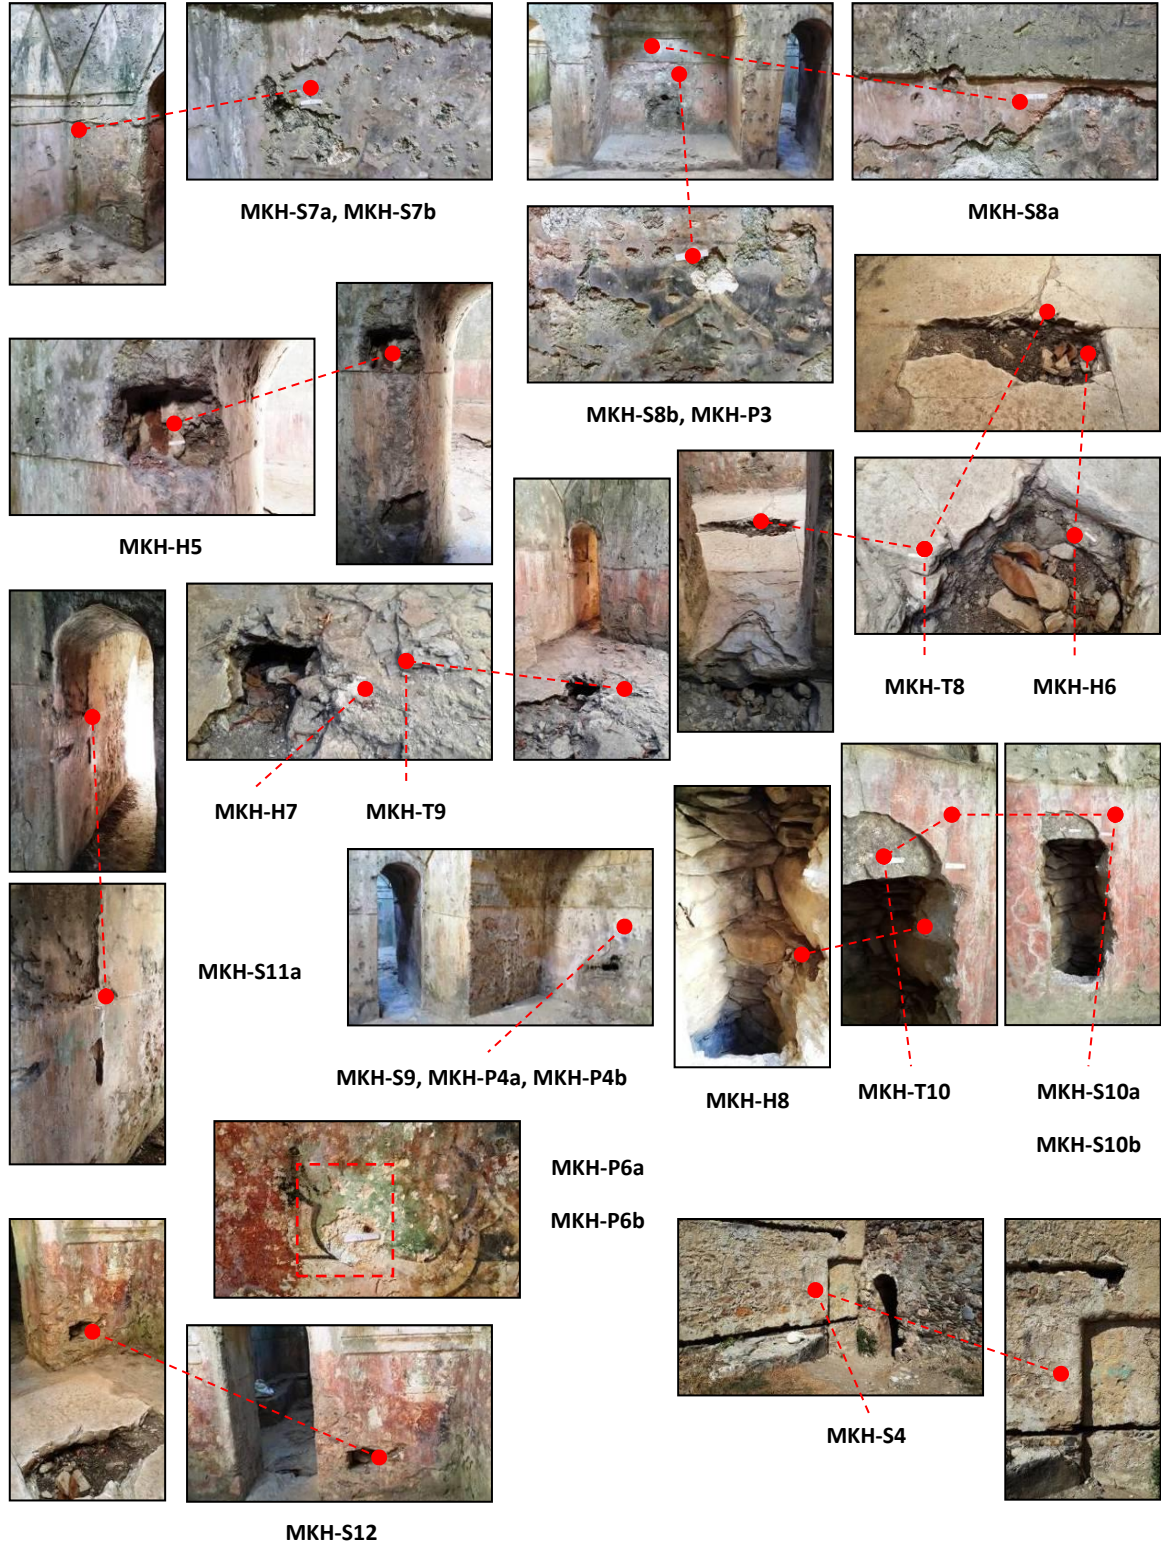 MKH-S7a, MKH-S7b
MKH-S8a
MKH-S8b, MKH-P3
MKH-H5
MKH-T8
MKH-H6
MKH-H7
MKH-T9
MKH-S11a
MKH-S9, MKH-P4a, MKH-P4b
MKH-H8
MKH-T10
MKH-S10a
MKH-S10b
MKH-P6a
MKH-P6b
MKH-S4
MKH-S12